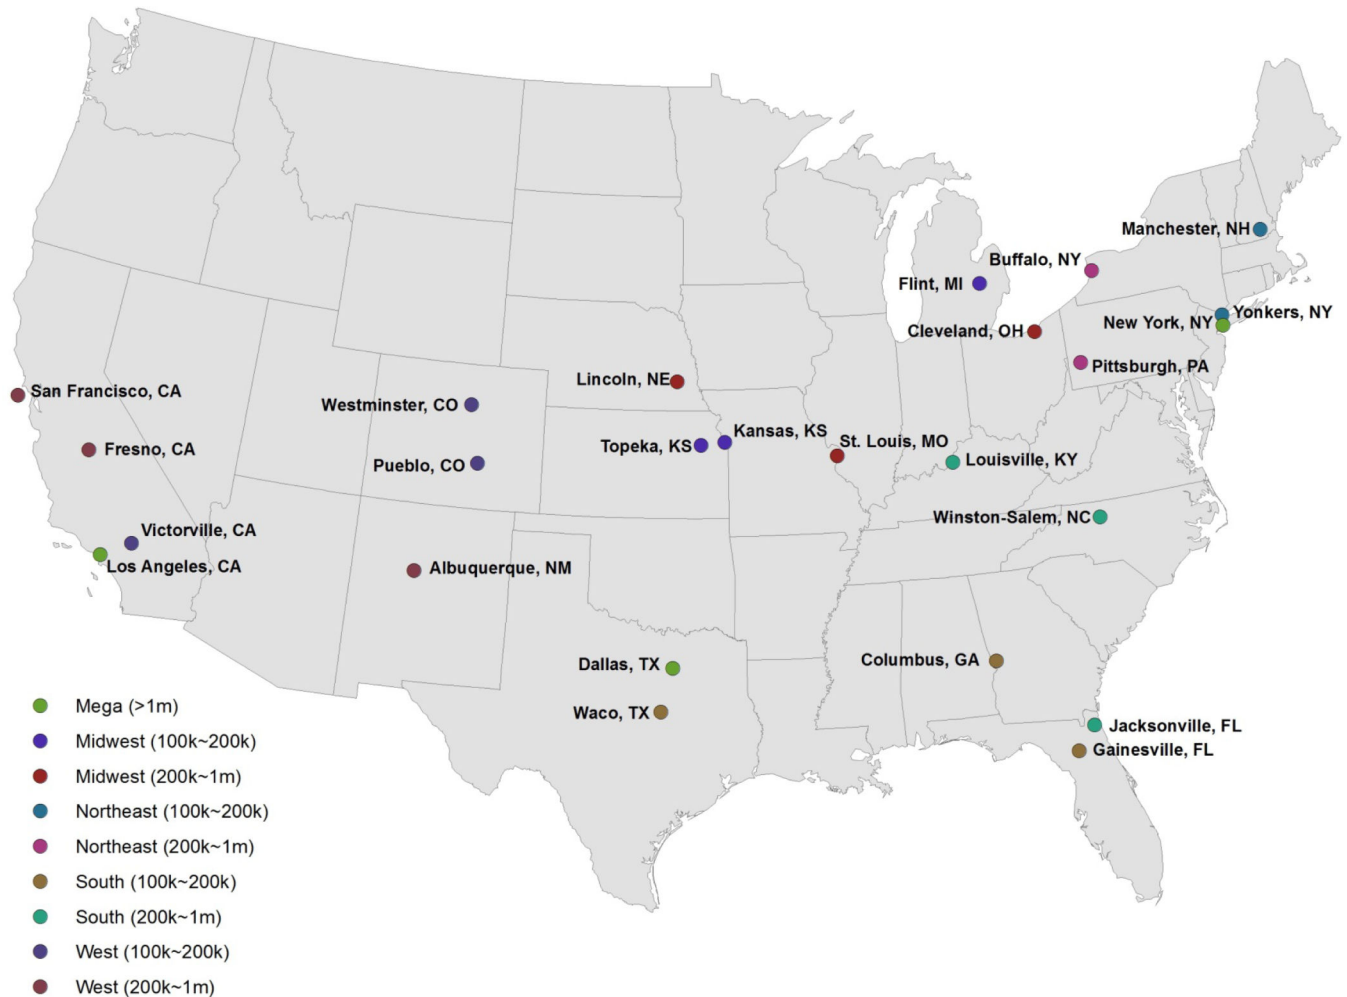 Manchester, NH
Buffalo, NY
Flint, MI
Yonkers, NY
New York, NY
Cleveland, OH
Pittsburgh, PA
Lincoln, NE
San Francisco, CA
Westminster, CO
Kansas, KS
St. Louis, MO
Topeka, KS
Fresno, CA
Louisville, KY
Pueblo, CO
Winston-Salem, NC
Victorville, CA
Los Angeles, CA
Albuquerque, NM
Columbus, GA
Dallas, TX
Waco, TX
Jacksonville, FL
Gainesville, FL
Mega (>1m)
Midwest (100k~200k)
Midwest (200k~1m)
Northeast (100k~200k)
Northeast (200k~1m)
South (100k~200k)
South (200k~1m)
West (100k~200k)
West (200k~1m)